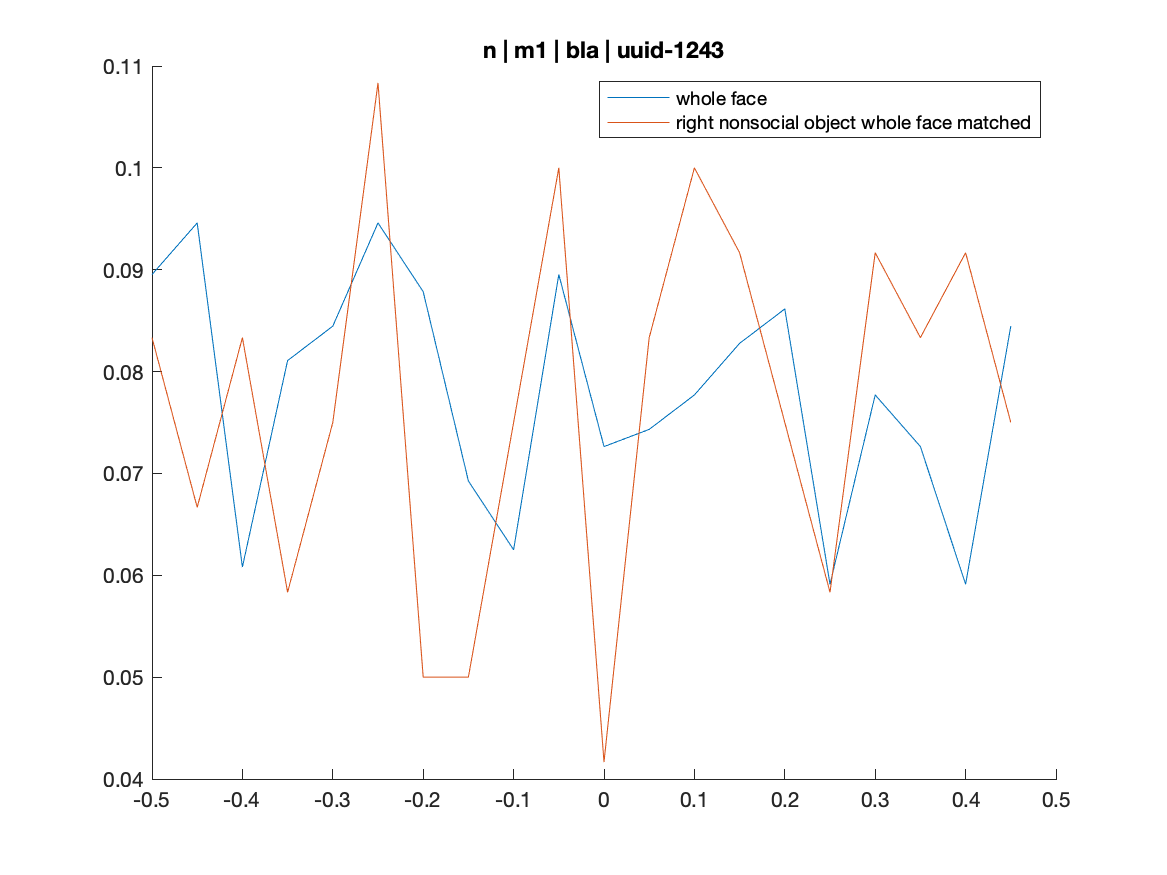 n | m1 | bla | uuid-1243
whole face
right nonsocial object whole face matched
0.11
0.1
0.09
0.08
0.07
0.06
0.05
0.04
-0.5 -0.4 -0.3 -0.2 -0.1 0 0.1 0.2 0.3 0.4 0.5